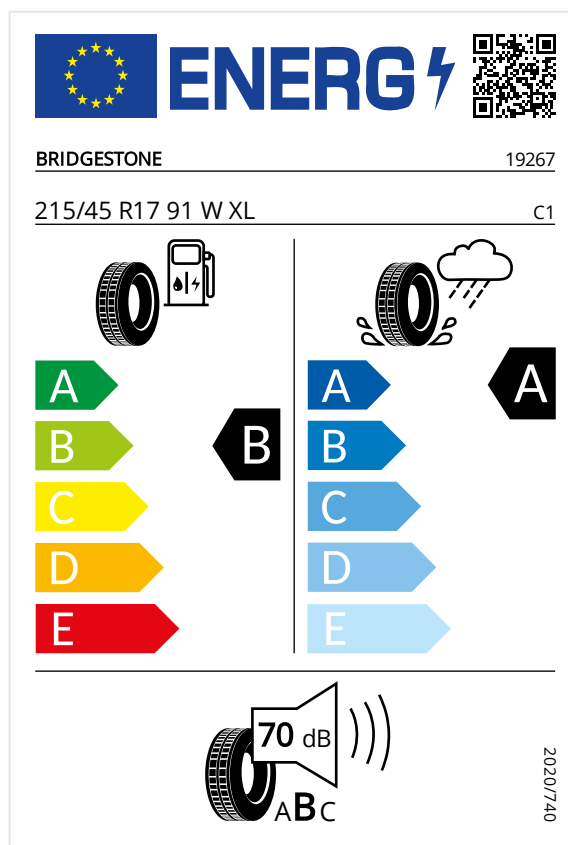 ENERG
BRIDGESTONE 19267
215/45 R17 91 W XL C1
A A A
B B B
C C
D D
E E
70 dB
ABC
2020/740